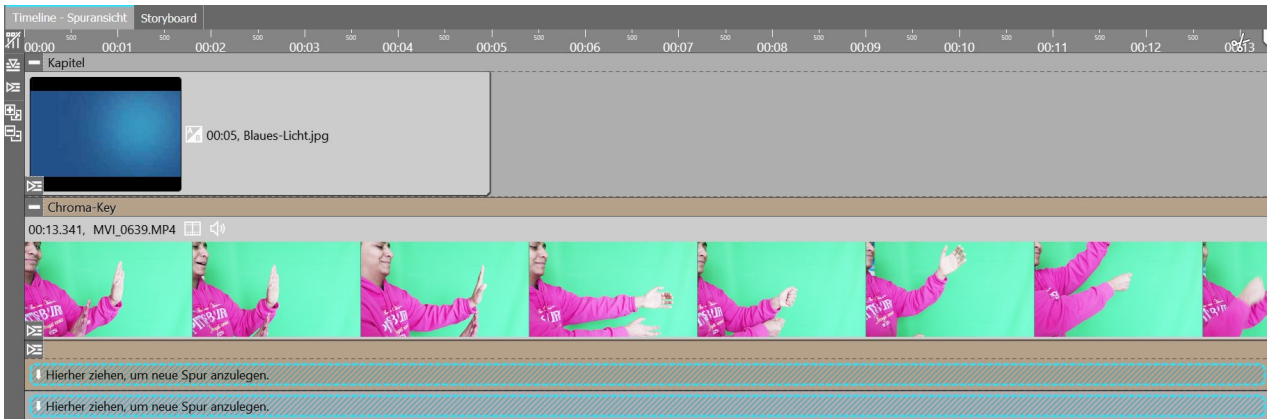 Timeline - Spuransicht Storyboard
500 500 500 500 500 500 500 500 500 500 500 500 500
00:00 00:01 00:02 00:03 00:04 00:05 00:06 00:07 00:08 00:09 00:10 00:11 00:12
Kapitel
00:05, Blaues-Licht.jpg
Chroma-Key
00:13.341, MVI_0639.MP4
Hierher ziehen, um neue Spur anzulegen.
Hierher ziehen, um neue Spur anzulegen.